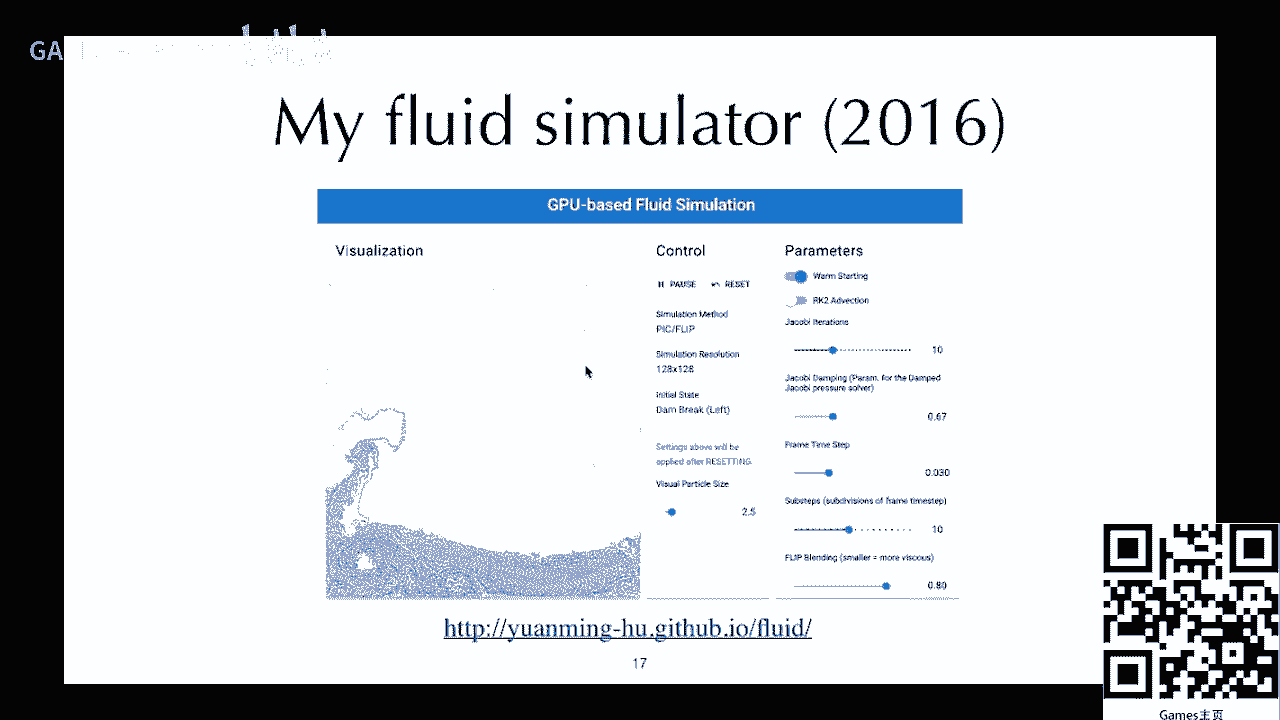 GA
My fluid simulator (2016)
GPU-based Fluid Simulation
Visualization
Control
PAUSE
RESET
Simulation Method
PIC/FLIP
Simulation Resolution
128x128
Initial State
Dam Break (Left)
Settings above will be
applied after RESETTING.
Visual Particle Size
2.5
Parameters
Warm Starting
RK2 Advection
Jacobi Iterations
10
Jacobi Damping (Param. for the Damped
Jacobi pressure solver)
0.67
Frame Time Step
0.030
Substeps (subdivisions of frame timestep)
10
FLIP Blending (smaller = more viscous)
0.80
http://yuanming-hu.github.io/fluid/
17
Games主页